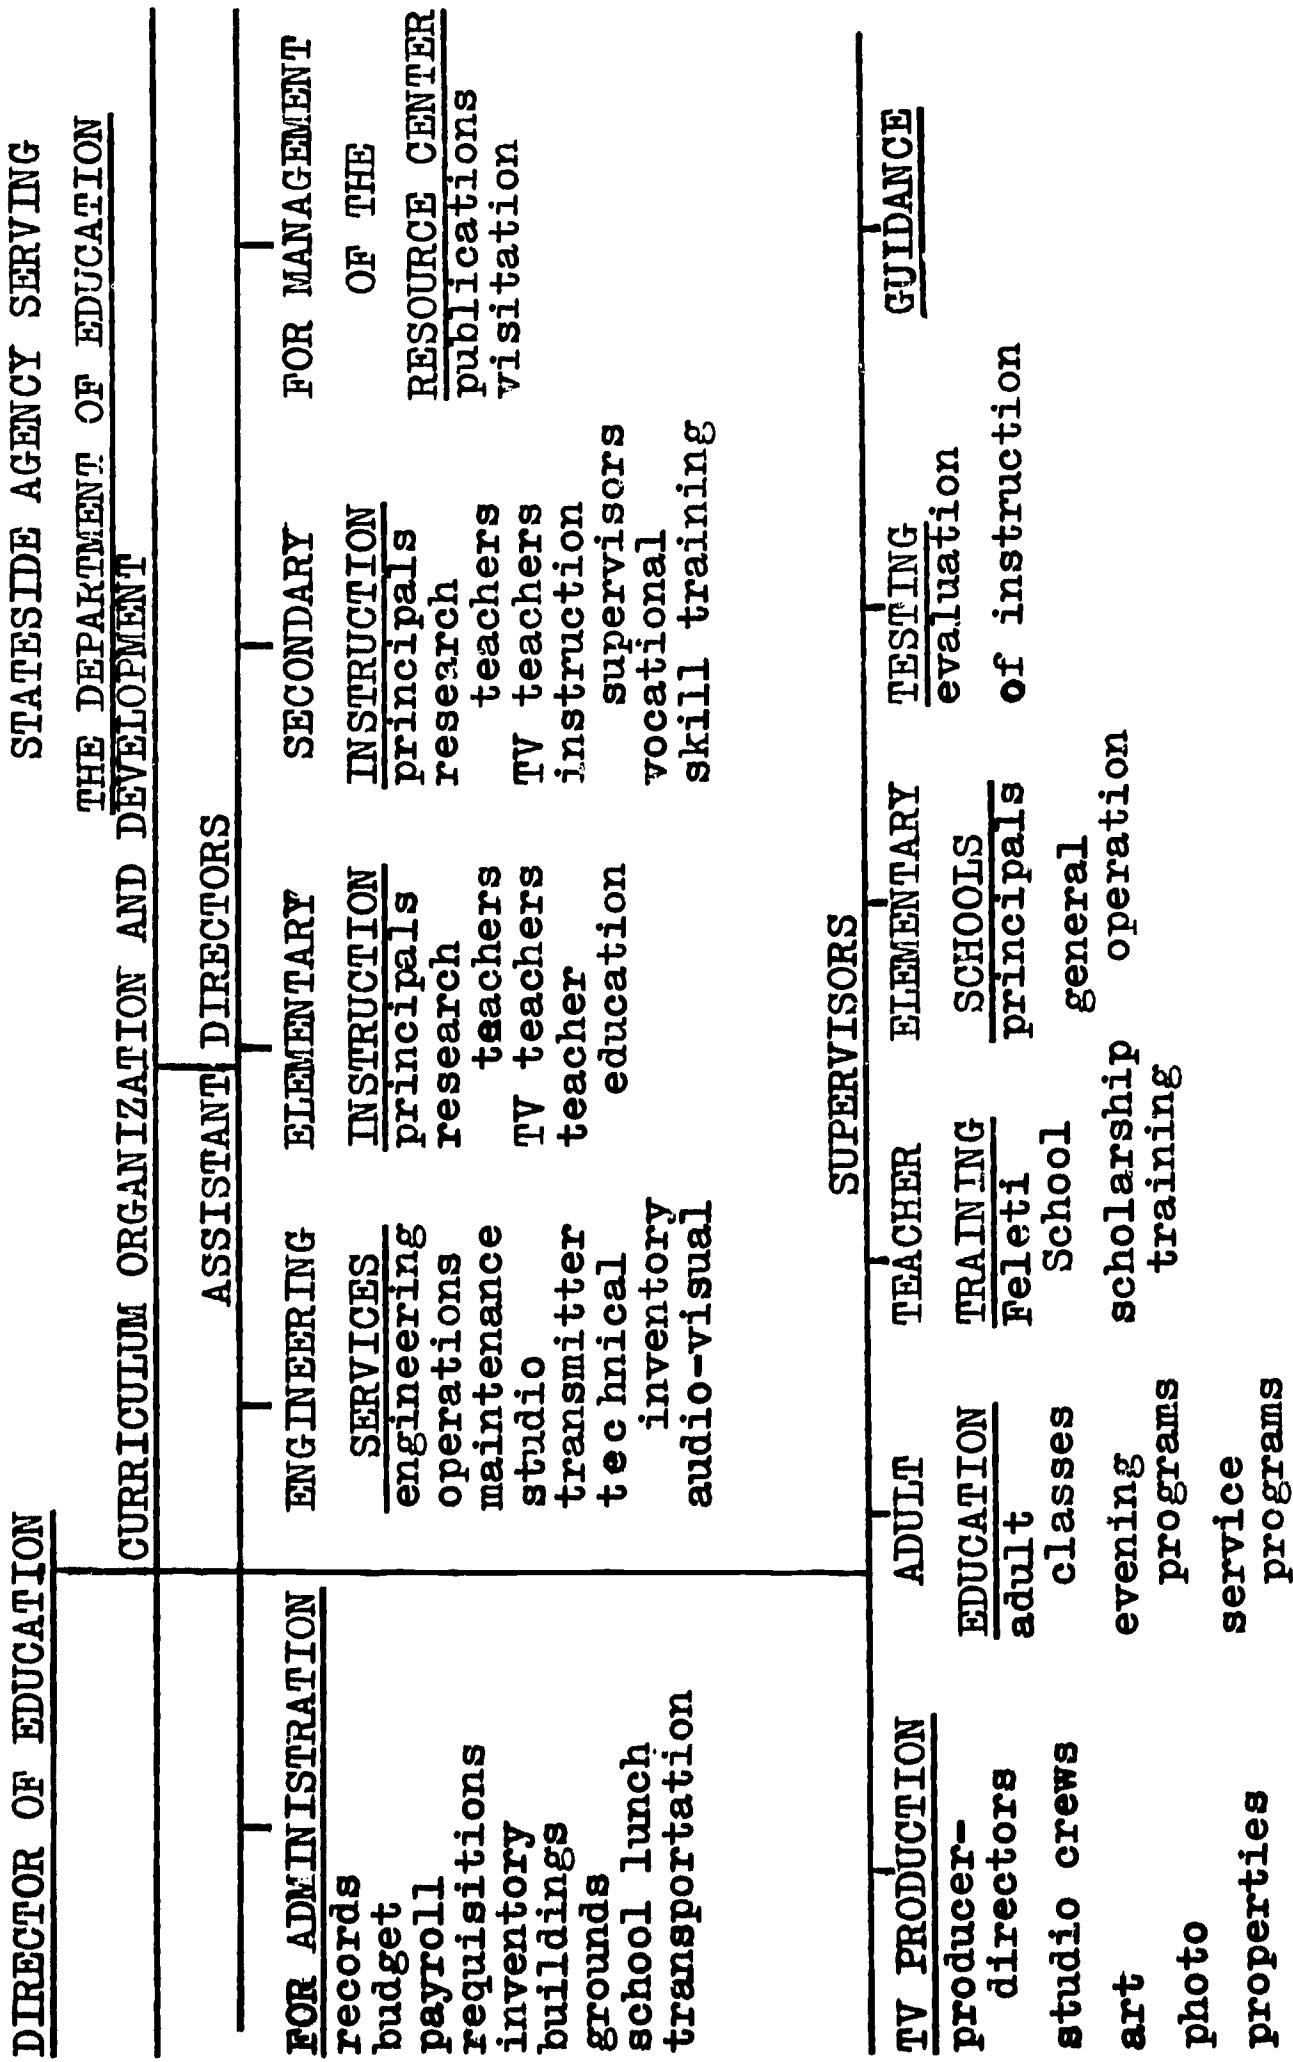 DIRECTOR OF EDUCATION
STATESIDE AGENCY SERVING
THE DEPARTMENT OF EDUCATION
CURRICULUM ORGANIZATION AND DEVELOPMENT
ASSISTANT DIRECTORS
FOR ADMINISTRATION
records
budget
payroll
requisitions
inventory
buildings
grounds
school lunch
transportation
ENGINEERING
SERVICES
engineering
operations
maintenance
studio
transmitter
technical
inventory
audio-visual
ELEMENTARY
INSTRUCTION
principals
research
teachers
TV teachers
teacher
education
SECONDARY
INSTRUCTION
principals
research
teachers
TV teachers
instruction
supervisors
vocational
skill training
FOR MANAGEMENT
OF THE
RESOURCE CENTER
publications
visitation
SUPERVISORS
TV PRODUCTION
producer-
directors
studio crews
art
photo
properties
ADULT
EDUCATION
adult
classes
evening
programs
service
programs
TEACHER
TRAINING
Feleti
School
scholarship
training
ELEMENTARY
SCHOOLS
principals
general
operation
TESTING
evaluation
of instruction
GUIDANCE